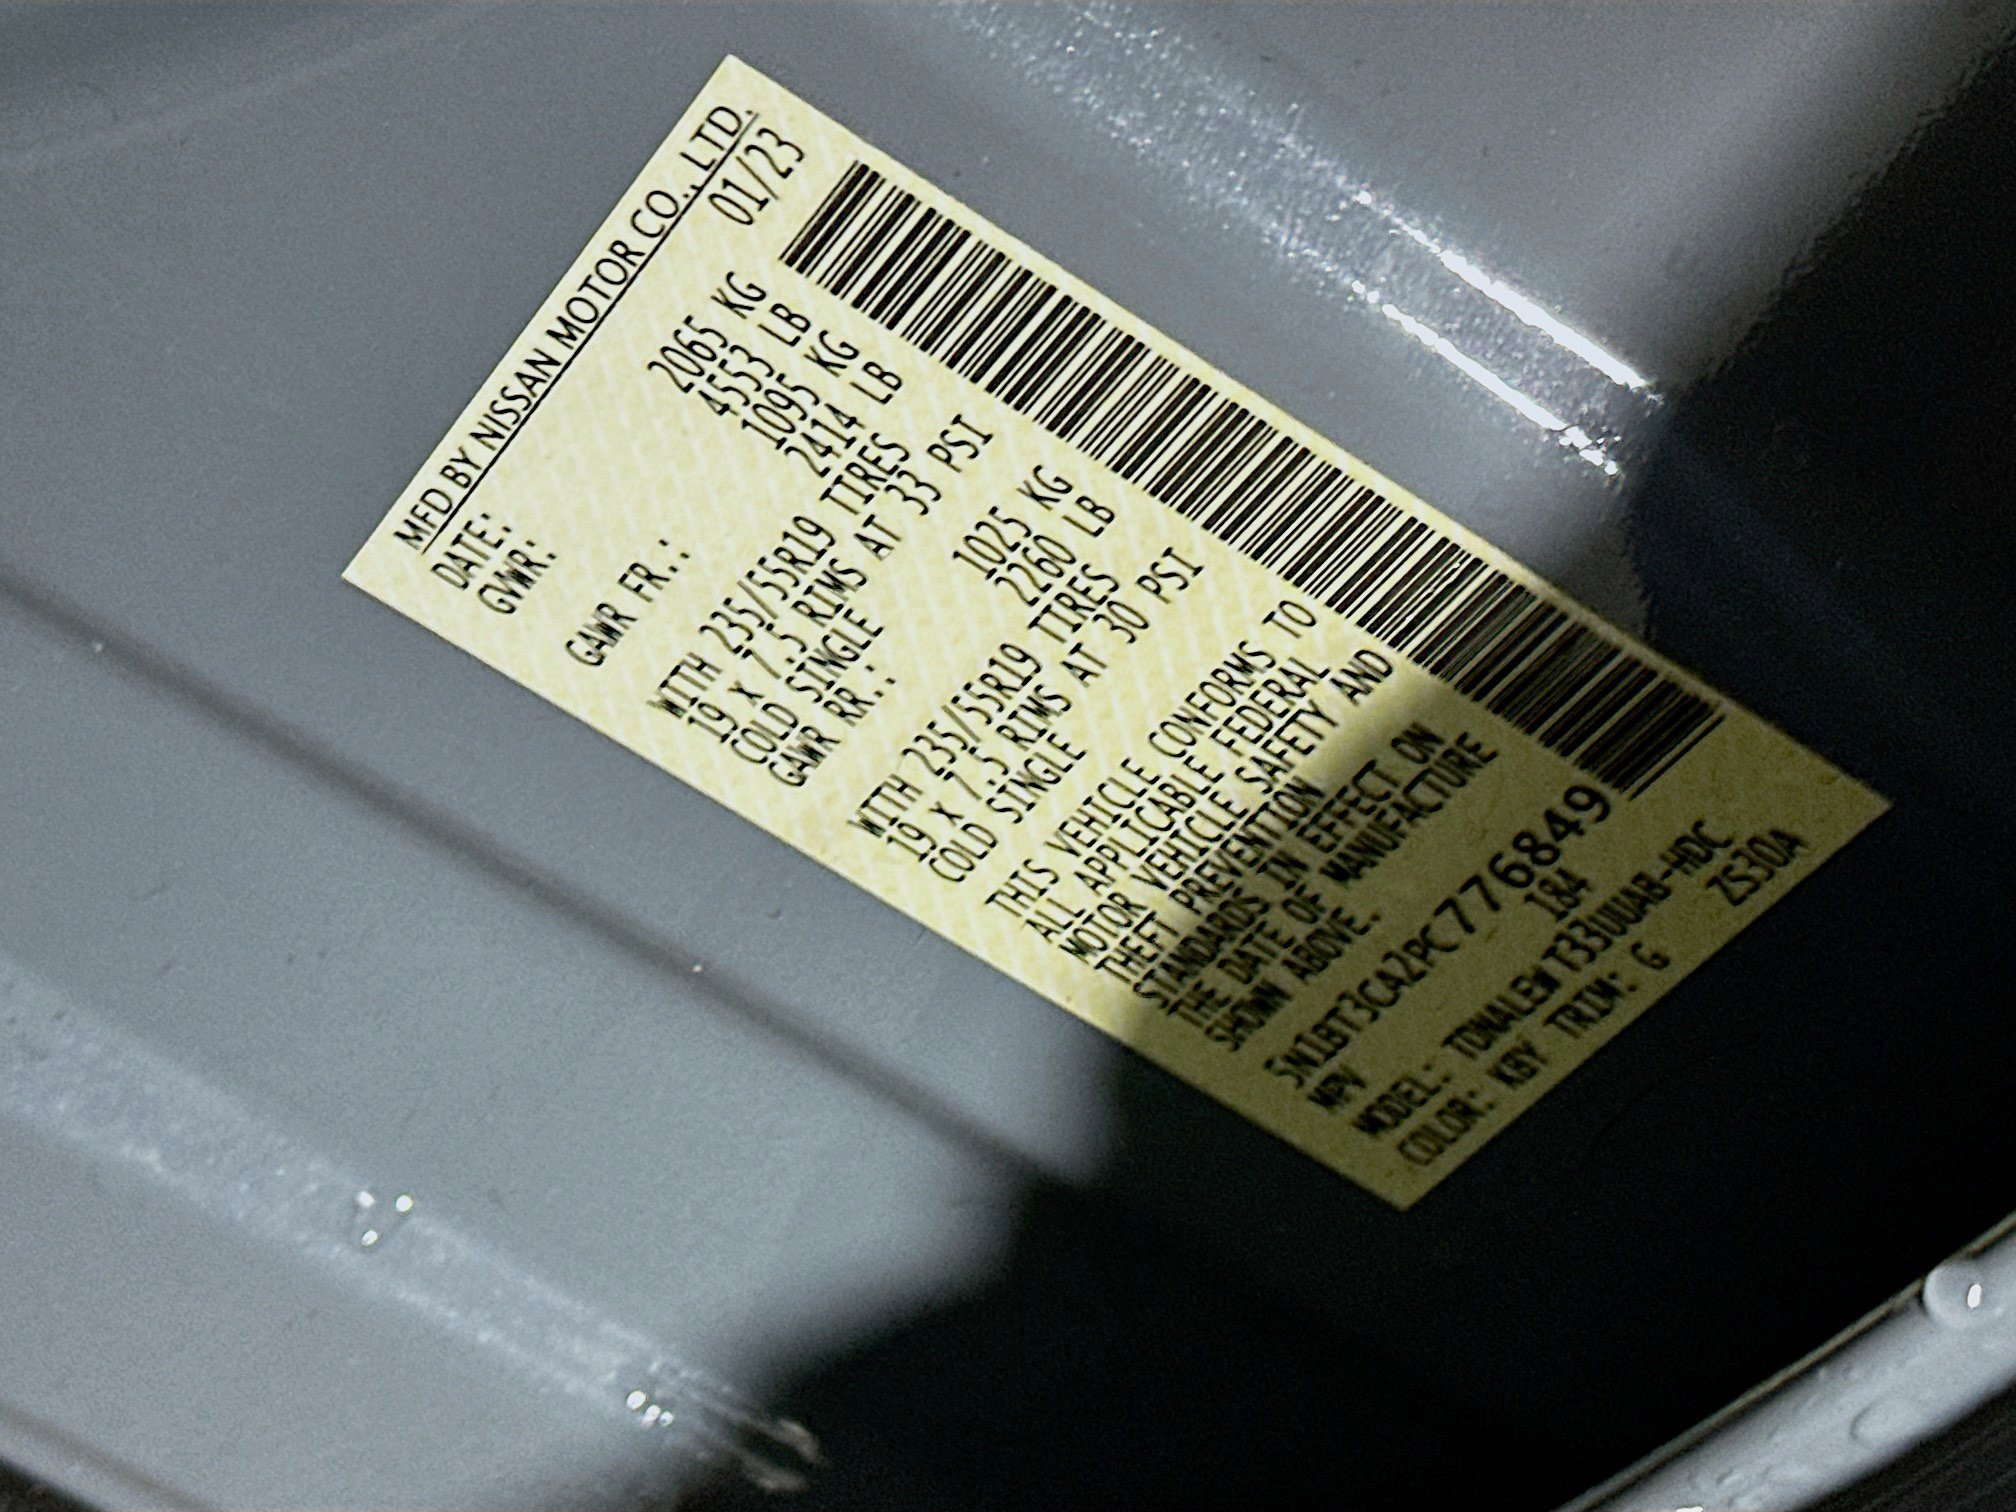 MFD BY NISSAN MOTOR CO., LTD.
DATE: 01/23
GVWR: 2065 KG
4553 LB
GAWR FR.: 1095 KG
2414 LB
WITH 235/55R19 TIRES
19 x 7.5 RIMS AT 33 PSI
COLD SINGLE
GAWR RR.: 1025 KG
2260 LB
WITH 235/55R19 TIRES
19 x 7.5 RIMS AT 30 PSI
COLD SINGLE
THIS VEHICLE CONFORMS TO
ALL APPLICABLE FEDERAL
MOTOR VEHICLE SAFETY AND
THEFT PREVENTION
STANDARDS IN EFFECT ON
THE DATE OF MANUFACTURE
SHOWN ABOVE.
5N1BT3CA2PC776849
MPV 184
MODEL: TDNALEWT33UUAB-HDC
COLOR: KBY TRIM: G ZS30A